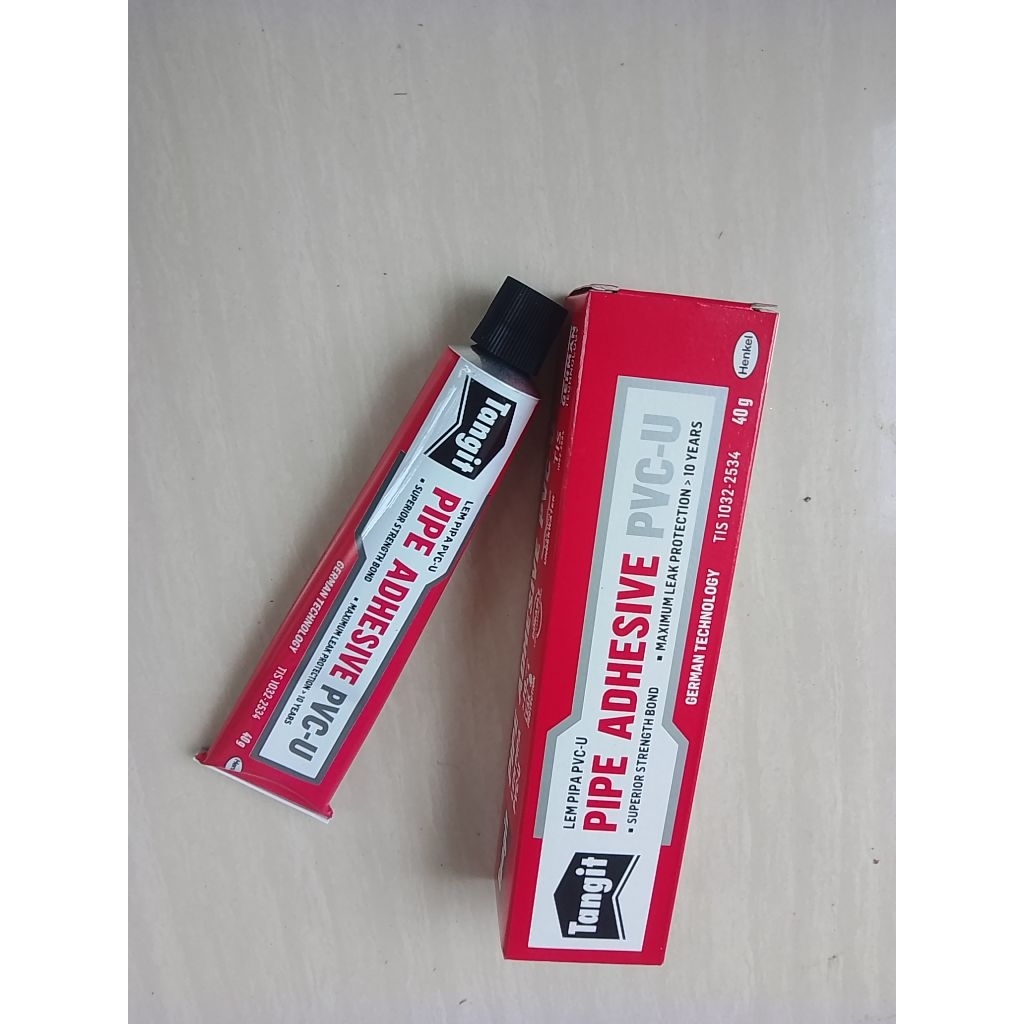 Tangit
LEM PIPA PVC-U
PIPE ADHESIVE PVC-U
▪ SUPERIOR STRENGTH BOND ▪ MAXIMUM LEAK PROTECTION > 10 YEARS
GERMAN TECHNOLOGY TIS 1032-2534 40g
Tangit
LEM PIPA PVC-U
PIPE ADHESIVE PVC-U
▪ SUPERIOR STRENGTH BOND ▪ MAXIMUM LEAK PROTECTION > 10 YEARS
GERMAN TECHNOLOGY TIS 1032-2534 40 g
Henkel